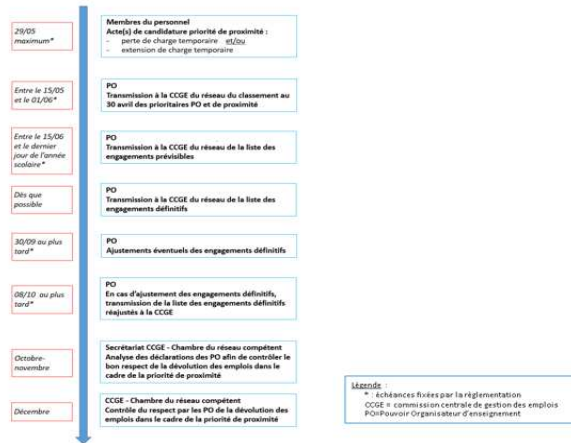 29/05
maximum*
Membres du personnel
Acte(s) de candidature priorité de proximité :
- perte de charge temporaire et/ou
- extension de charge temporaire
Entre le 15/05
et le 01/06*
PO
Transmission à la CCGE du réseau du classement au
30 avril des prioritaires PO et de proximité
Entre le 15/06
et le dernier
jour de l'année
scolaire*
PO
Transmission à la CCGE du réseau de la liste des
engagements prévisibles
Dès que
possible
PO
Transmission à la CCGE du réseau de la liste des
engagements définitifs
30/09 au plus
tard*
PO
Ajustements éventuels des engagements définitifs
08/10 au plus
tard*
PO
En cas d'ajustement des engagements définitifs,
transmission de la liste des engagements définitifs
réajustés à la CCGE
Octobre-
novembre
Secrétariat CCGE - Chambre du réseau compétent
Analyse des déclarations des PO afin de contrôler le
bon respect de la dévolution des emplois dans le
cadre de la priorité de proximité
Décembre
CCGE - Chambre du réseau compétent
Contrôle du respect par les PO de la dévolution des
emplois dans le cadre de la priorité de proximité
Légende :
* : échéances fixées par la règlementation
CCGE = commission centrale de gestion des emplois
PO=Pouvoir Organisateur d'enseignement